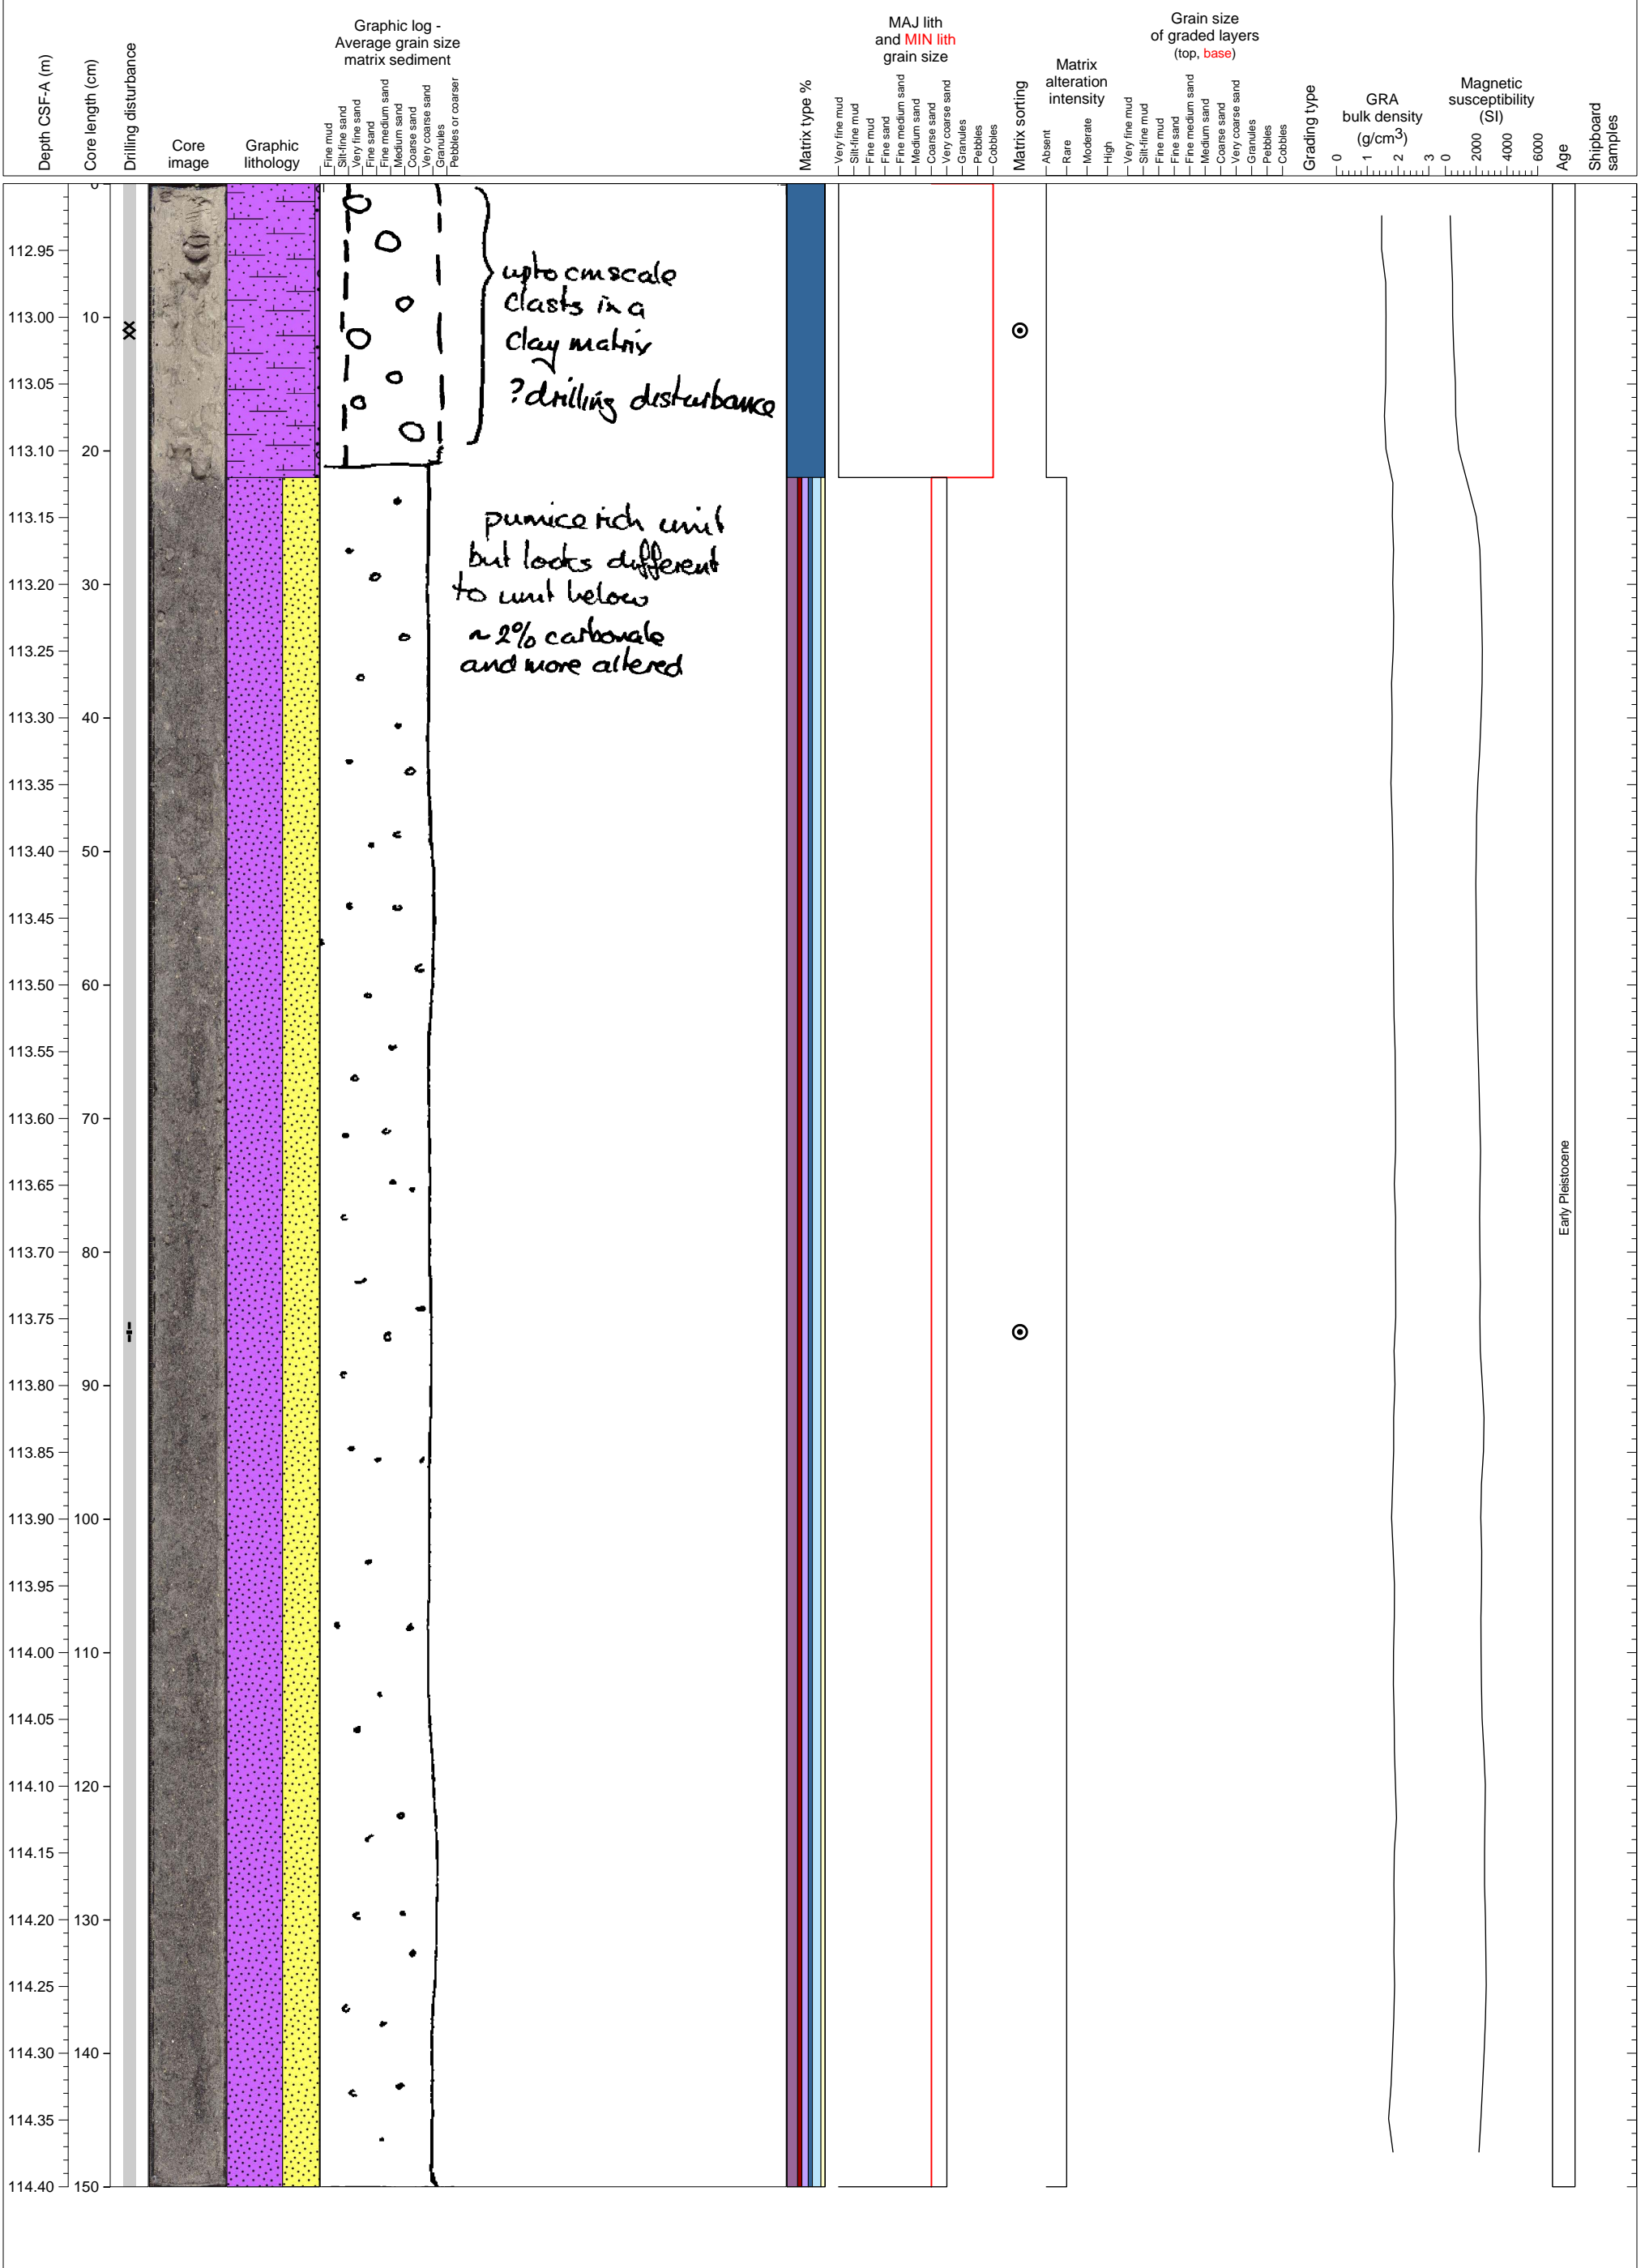 Depth CSF-A (m)
Core length (cm)
Drilling disturbance
Core
image
Graphic
lithology
Graphic log -
Average grain size
matrix sediment
Fine mud
Silt-fine sand
Very fine sand
Fine sand
Fine medium sand
Medium sand
Coarse sand
Very coarse sand
Granules
Pebbles or coarser
Matrix type %
MAJ lith
and MIN lith
grain size
Very fine mud
Silt-fine mud
Fine mud
Fine sand
Fine medium sand
Medium sand
Coarse sand
Very coarse sand
Granules
Pebbles
Cobbles
Matrix sorting
Matrix
alteration
intensity
Absent
Rare
Moderate
High
Grain size
of graded layers
(top, base)
Very fine mud
Silt-fine mud
Fine mud
Fine sand
Fine medium sand
Medium sand
Coarse sand
Very coarse sand
Granules
Pebbles
Cobbles
Grading type
GRA
bulk density
(g/cm3)
0 1 2 3
Magnetic
susceptibility
(SI)
0 2000 4000 6000
Age
Shipboard
samples
0
112.95
113.00 10
113.05
113.10 20
113.15
113.20 30
113.25
113.30 40
113.35
113.40 50
113.45
113.50 60
113.55
113.60 70
113.65
113.70 80
113.75
113.80 90
113.85
113.90 100
113.95
114.00 110
114.05
114.10 120
114.15
114.20 130
114.25
114.30 140
114.35
114.40 150
upto cmscale
clasts in a
clay matrix
?drilling disturbance
pumice rich unit
but looks different
to unit below
~ 2% carbonate
and more altered
Early Pleistocene